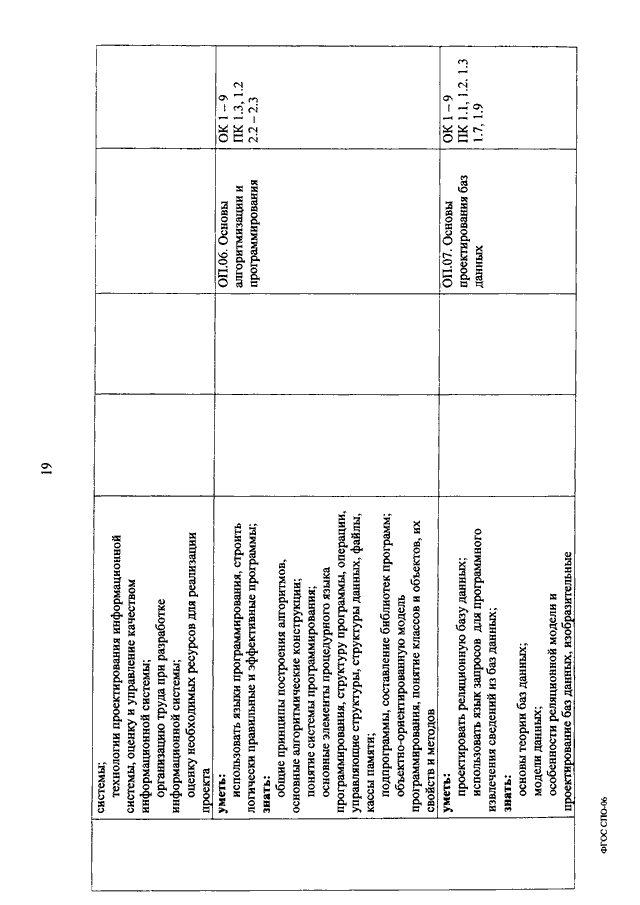 19
системы;
технологии проектирования информационной
системы, оценку и управление качеством
информационной системы;
организацию труда при разработке
информационной системы;
оценку необходимых ресурсов для реализации
проекта
уметь:
использовать языки программирования, строить
логически правильные и эффективные программы;
знать:
общие принципы построения алгоритмов,
основные алгоритмические конструкции;
понятие системы программирования;
основные элементы процедурного языка
программирования, структуру программы, операции,
управляющие структуры, структуры данных, файлы,
кассы памяти;
подпрограммы, составление библиотек программ;
объектно-ориентированную модель
программирования, понятие классов и объектов, их
свойств и методов
ОП.06. Основы
алгоритмизации и
программирования
ОК 1 – 9
ПК 1.3, 1.2
2.2 – 2.3
уметь:
проектировать реляционную базу данных;
использовать язык запросов для программного
извлечения сведений из баз данных;
знать:
основы теории баз данных;
модели данных;
особенности реляционной модели и
проектирование баз данных, изобразительные
ОП.07. Основы
проектирования баз
данных
ОК 1 – 9
ПК 1.1, 1.2. 1.3
1.7, 1.9
ФГОС СПО-06